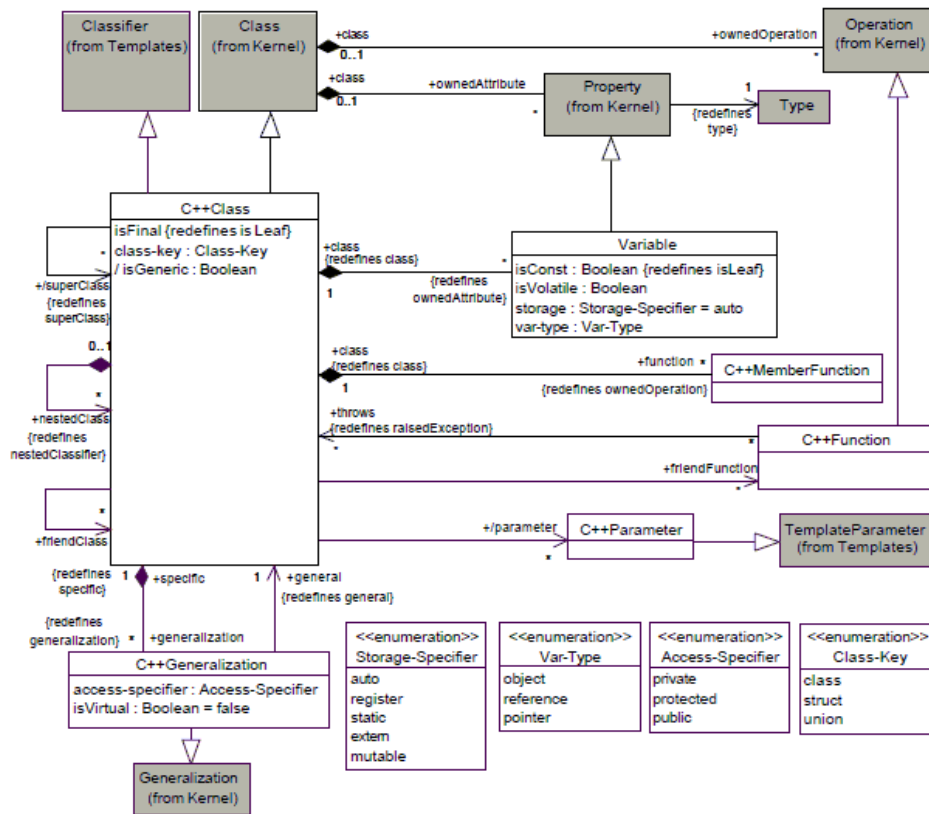 Classifier
(from Templates)
Class
(from Kernel)
+class
0..1
+ownedOperation
*
Operation
(from Kernel)
+class
0..1
+ownedAttribute
*
Property
(from Kernel)
1
{redefines
type}
Type
C++Class
isFinal {redefines is Leaf}
class-key : Class-Key
/ isGeneric : Boolean
*
+/superClass
{redefines
superClass}
0..1
*
+nestedClass
{redefines
nestedClassifier}
*
+friendClass
+class
{redefines class}
1
*
{redefines
ownedAttribute}
Variable
isConst : Boolean {redefines isLeaf}
isVolatile : Boolean
storage : Storage-Specifier = auto
var-type : Var-Type
+class
{redefines class}
1
+function *
{redefines ownedOperation}
C++MemberFunction
+throws
{redefines raisedException}
*
*
C++Function
+friendFunction
*
+/parameter
*
C++Parameter
TemplateParameter
(from Templates)
{redefines
specific}
1
+specific
1
+general
{redefines general}
{redefines
generalization}
*
+generalization
C++Generalization
access-specifier : Access-Specifier
isVirtual : Boolean = false
Generalization
(from Kernel)
<<enumeration>>
Storage-Specifier
auto
register
static
extern
mutable
<<enumeration>>
Var-Type
object
reference
pointer
<<enumeration>>
Access-Specifier
private
protected
public
<<enumeration>>
Class-Key
class
struct
union